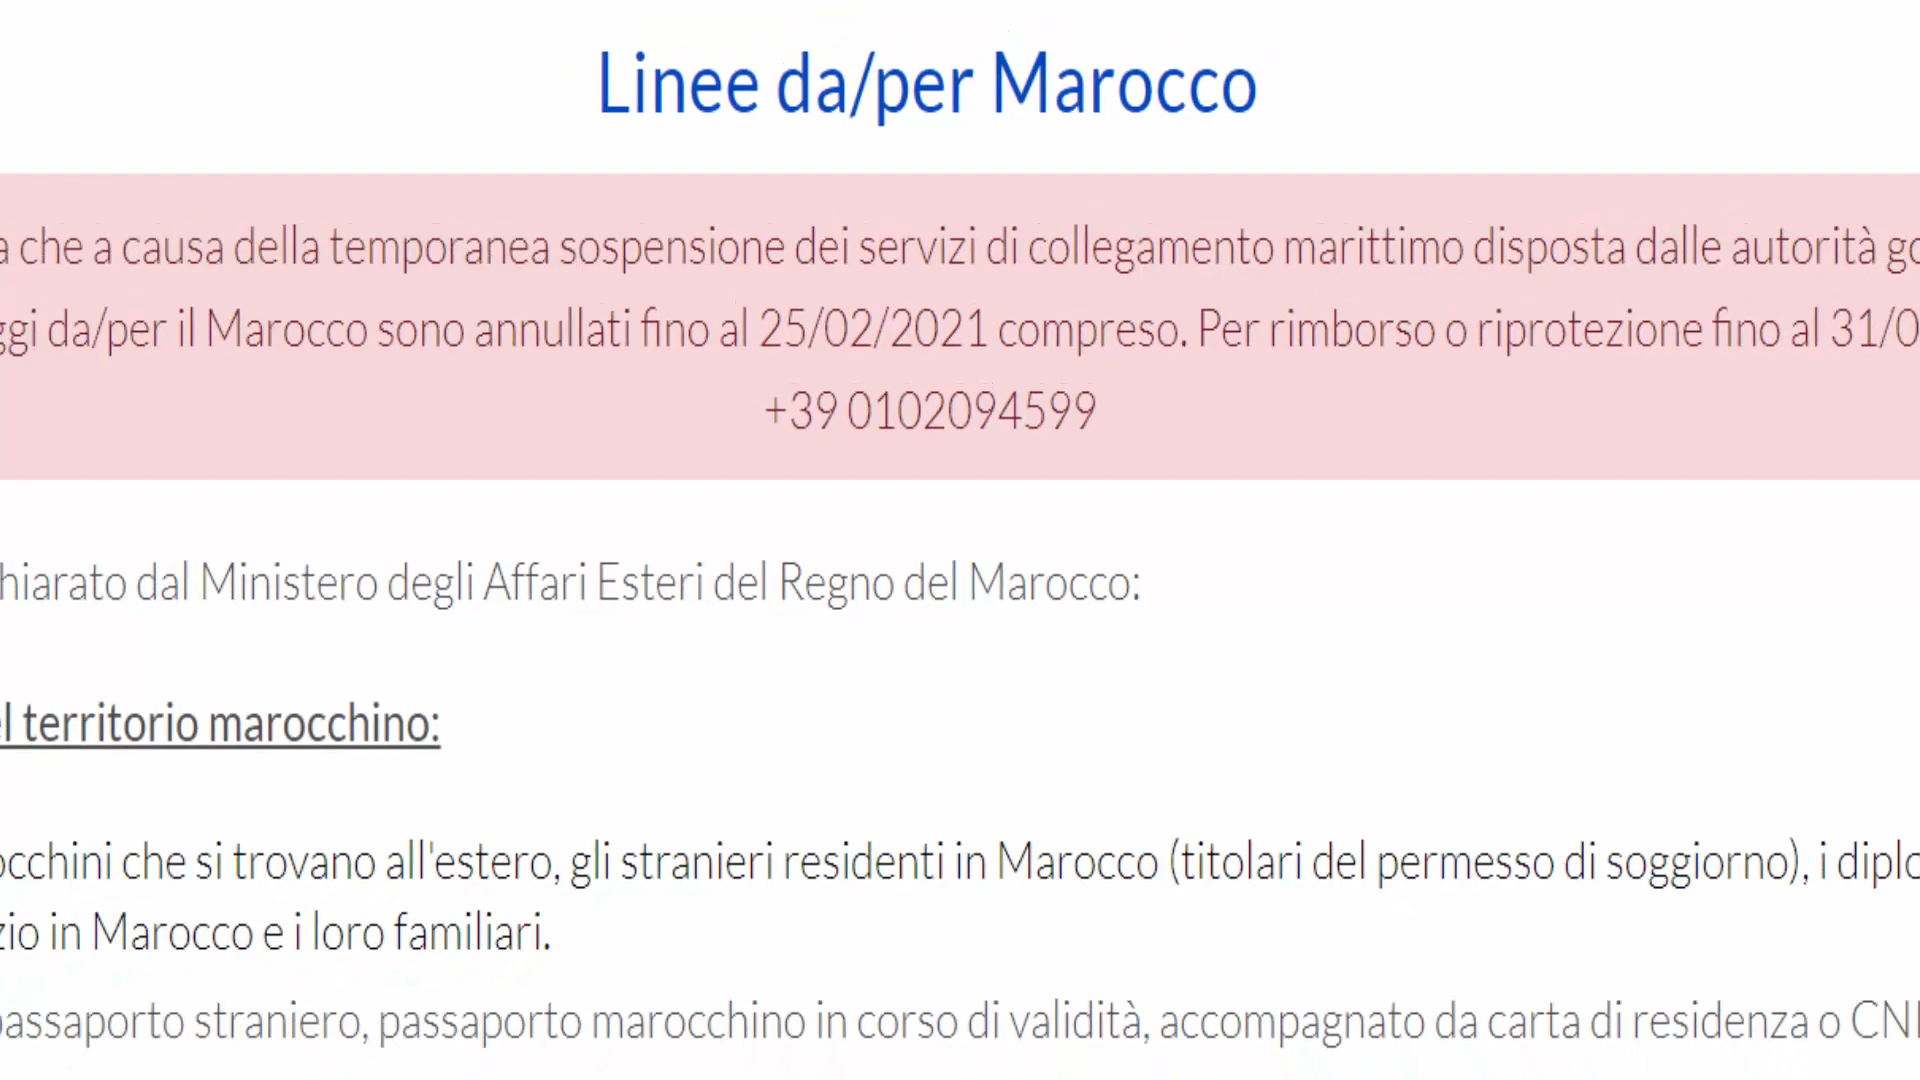 Linee da/per Marocco
che a causa della temporanea sospensione dei servizi di collegamento marittimo disposta dalle autorità
da/per il Marocco sono annullati fino al 25/02/2021 compreso. Per rimborso o riprotezione fino al 31/0
+39 0102094599
hiarato dal Ministero degli Affari Esteri del Regno del Marocco:
territorio marocchino:
occhini che si trovano all'estero, gli stranieri residenti in Marocco (titolari del permesso di soggiorno), i diplo
zio in Marocco e i loro familiari.
passaporto straniero, passaporto marocchino in corso di validità, accompagnato da carta di residenza o CNI